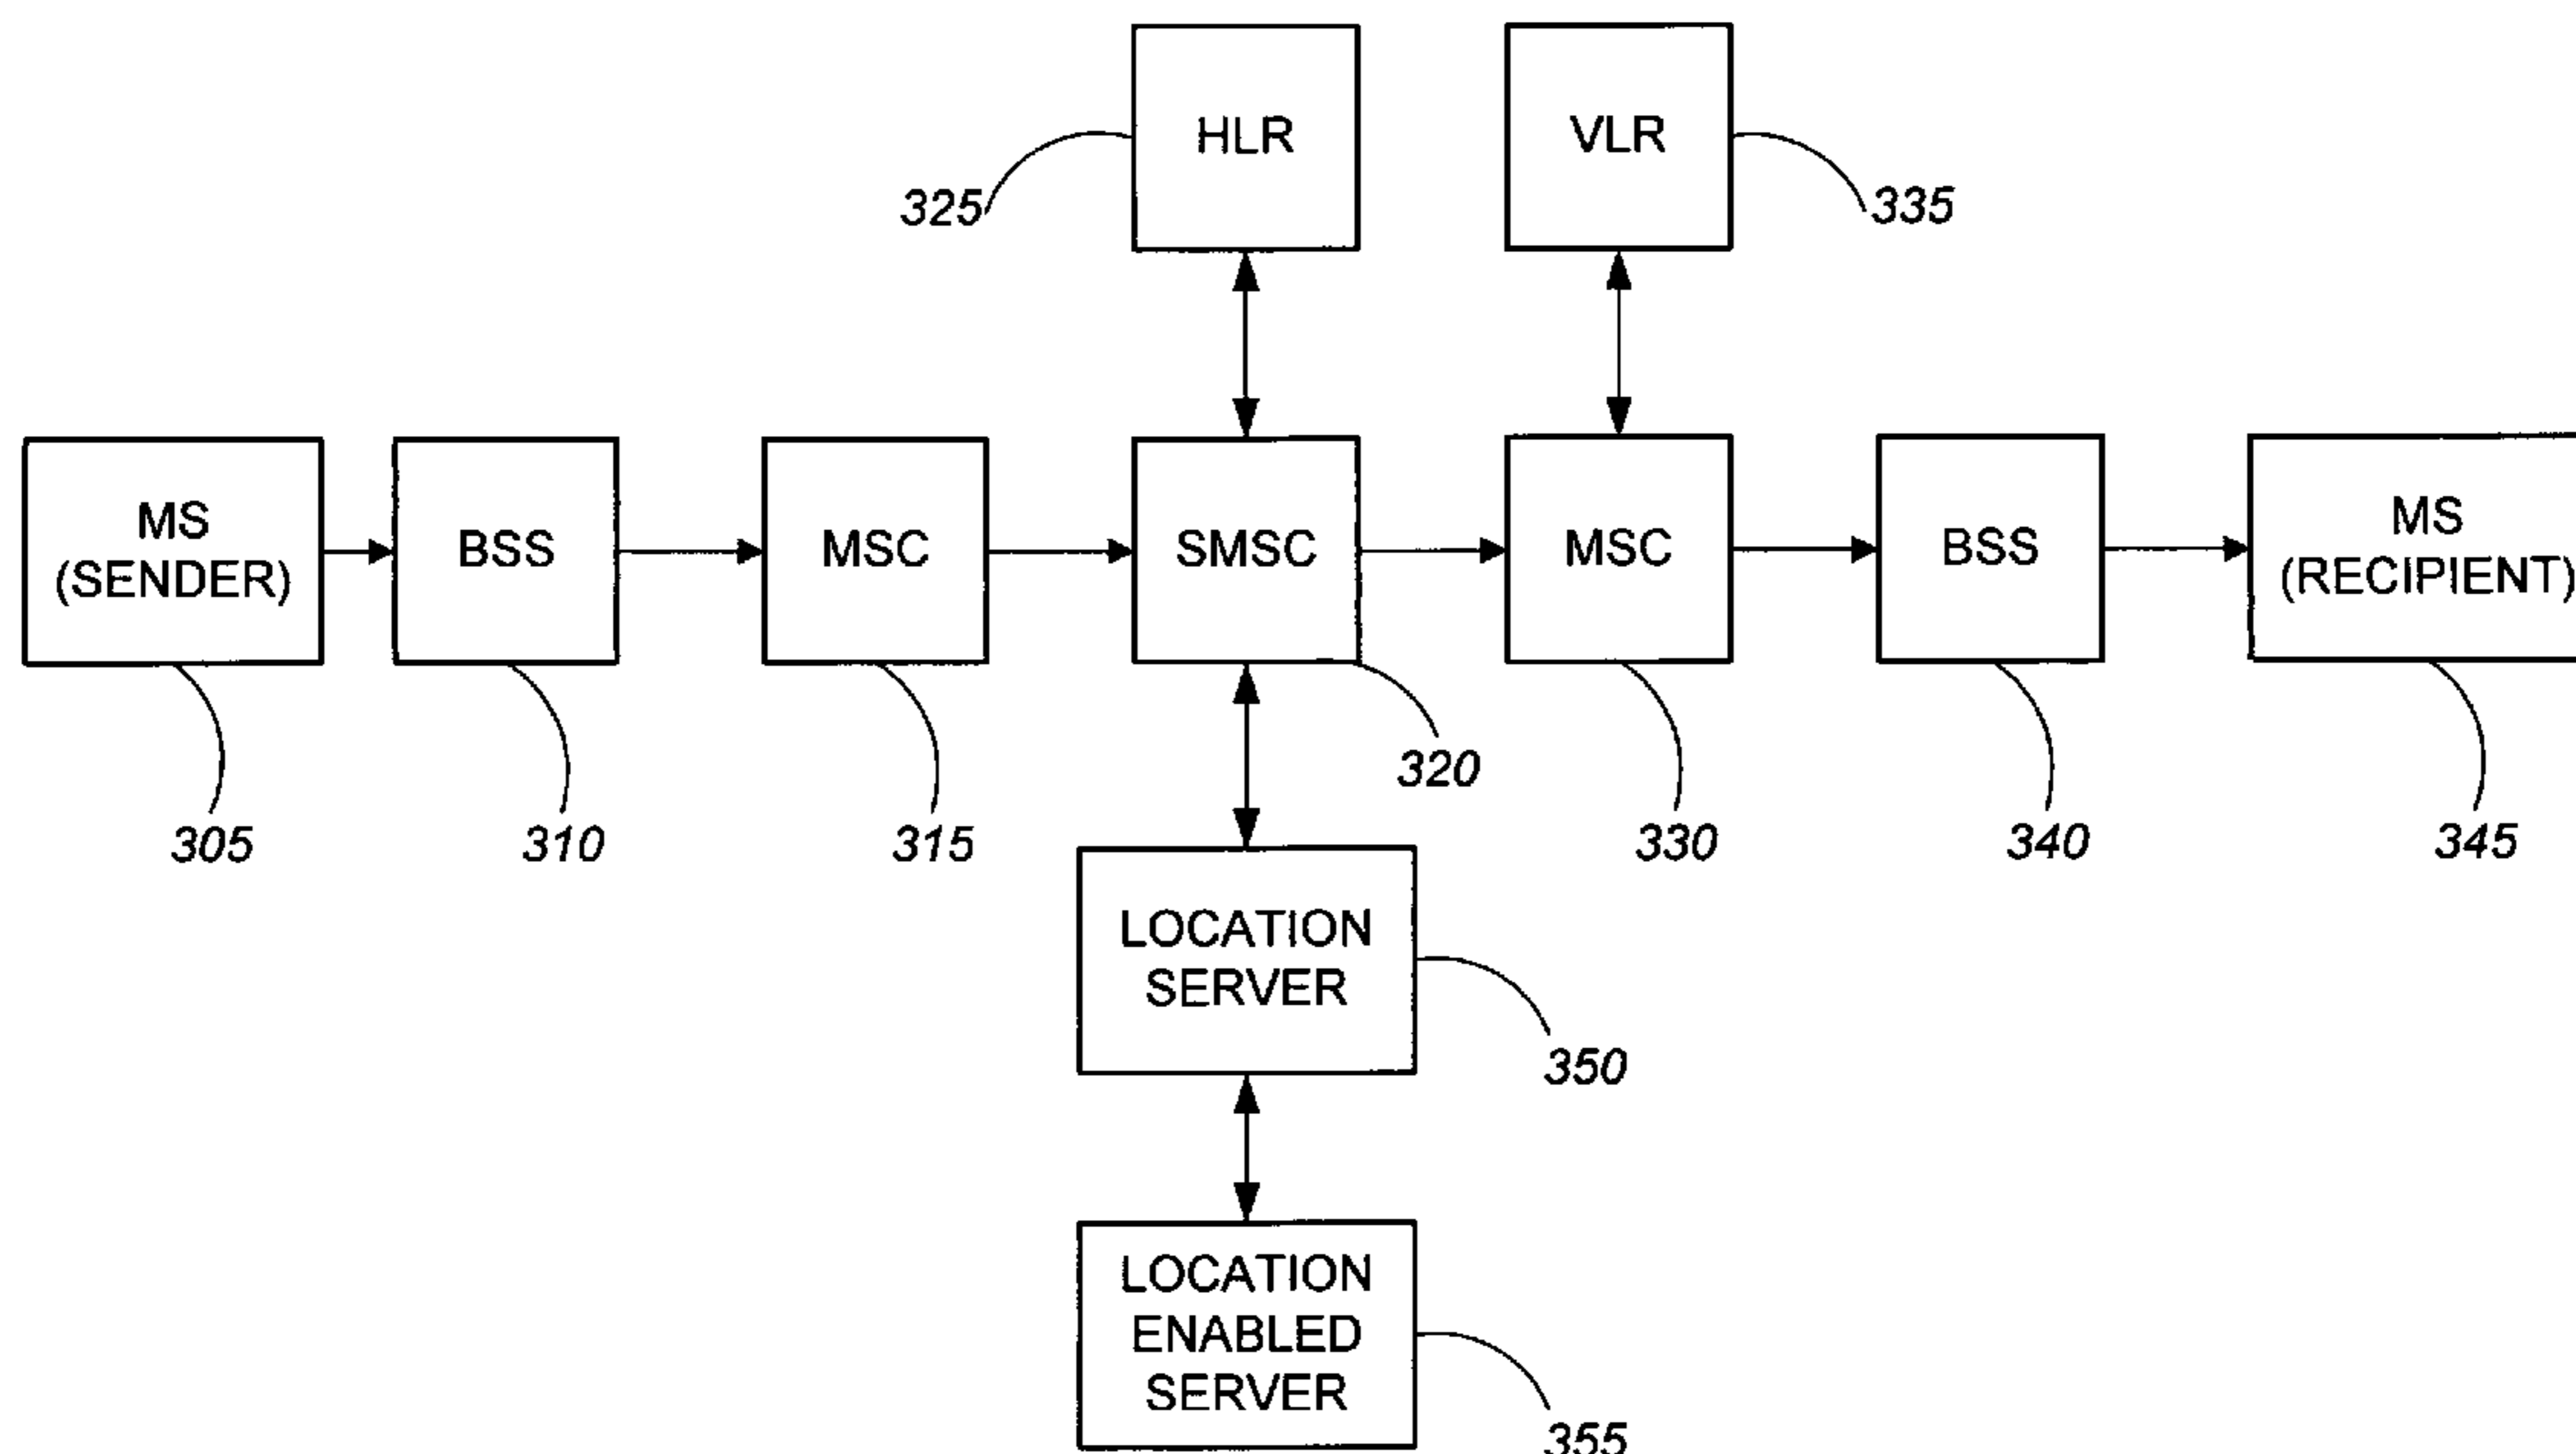 HLR
VLR
325
335
MS
(SENDER)
BSS
MSC
SMSC
MSC
BSS
MS
(RECIPIENT)
320
305
310
315
330
340
345
LOCATION
SERVER
350
LOCATION
ENABLED
SERVER
355